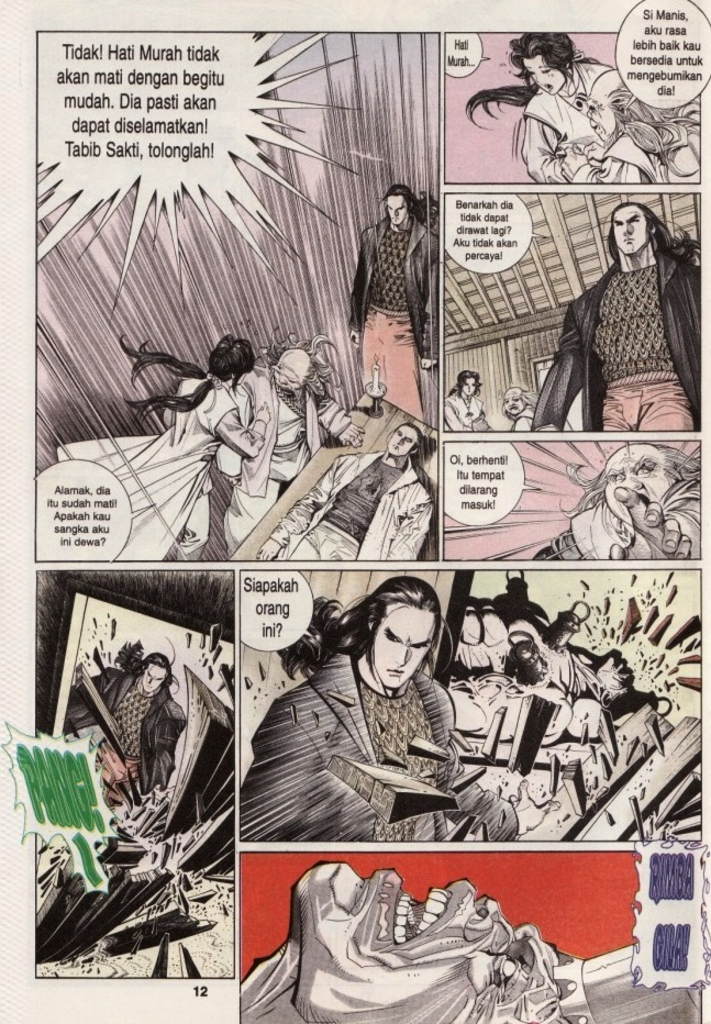 Tidak! Hati Murah tidak
akan mati dengan begitu
mudah. Dia pasti akan
dapat diselamatkan!
Tabib Sakti, tolonglah!
Alamak, dia
itu sudah mati!
Apakah kau
sangka aku
ini dewa?
Hati
Murah...
Si Manis,
aku rasa
lebih baik kau
bersedia untuk
mengebumikan
dia!
Benarkah dia
tidak dapat
dirawat lagi?
Aku tidak akan
percaya!
Oi, berhenti!
Itu tempat
dilarang
masuk!
PANG!
Siapakah
orang
ini?
RIMBA
GILA!
12